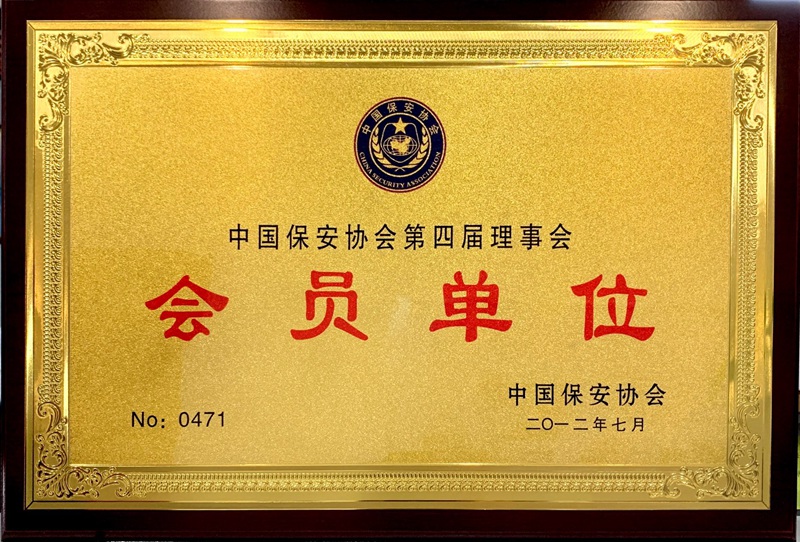 中国保安协会
CHINA SECURITY ASSOCIATION
中国保安协会第四届理事会
会员单位
No: 0471
中国保安协会
二〇一二年七月